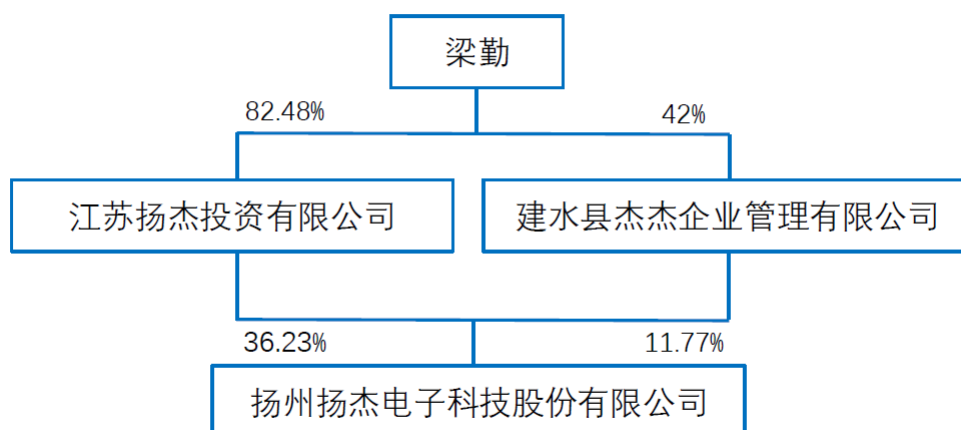 梁勤
82.48%
42%
江苏扬杰投资有限公司
建水县杰杰企业管理有限公司
36.23%
11.77%
扬州扬杰电子科技股份有限公司